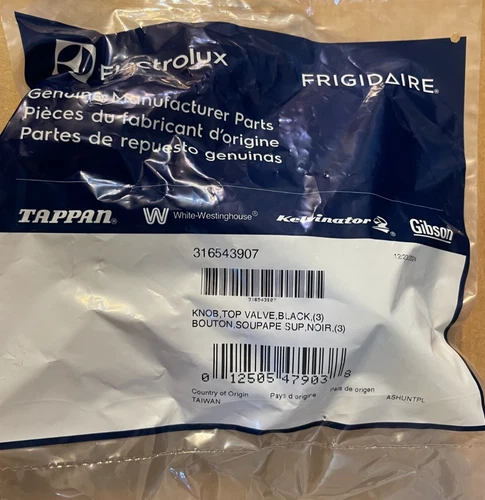 Electrolux
FRIGIDAIRE®
Genuine Manufacturer Parts
Pièces du fabricant d'origine
Partes de repuesto genuinas
TAPPAN®
W White-Westinghouse®
Kelvinator
Gibson
316543907
316543907
KNOB,TOP VALVE,BLACK,(3)
BOUTON,SOUPAPE SUP,NOIR,(3)
0 12505 47903 8
Country of Origin Pays d'origine País de origen
TAIWAN
ASHUNTPL